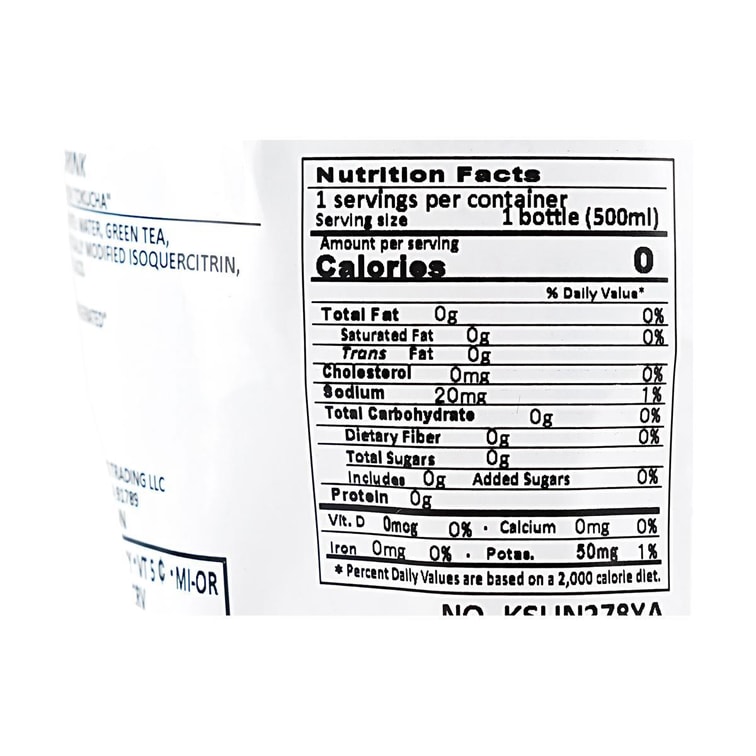 RINK
WATER, GREEN TEA,
MODIFIED ISOQUERCITRIN,
TRADING LLC
VT 5 C • MI-OR
Nutrition Facts
1 servings per container
Serving size 1 bottle (500ml)
Amount per serving
Calories 0
% Daily Value*
Total Fat 0g 0%
Saturated Fat 0g 0%
Trans Fat 0g
Cholesterol 0mg 0%
Sodium 20mg 1%
Total Carbohydrate 0g 0%
Dietary Fiber 0g 0%
Total Sugars 0g
Includes 0g Added Sugars 0%
Protein 0g
Vit. D 0mcg 0% • Calcium 0mg 0%
Iron 0mg 0% • Potas. 50mg 1%
* Percent Daily Values are based on a 2,000 calorie diet.